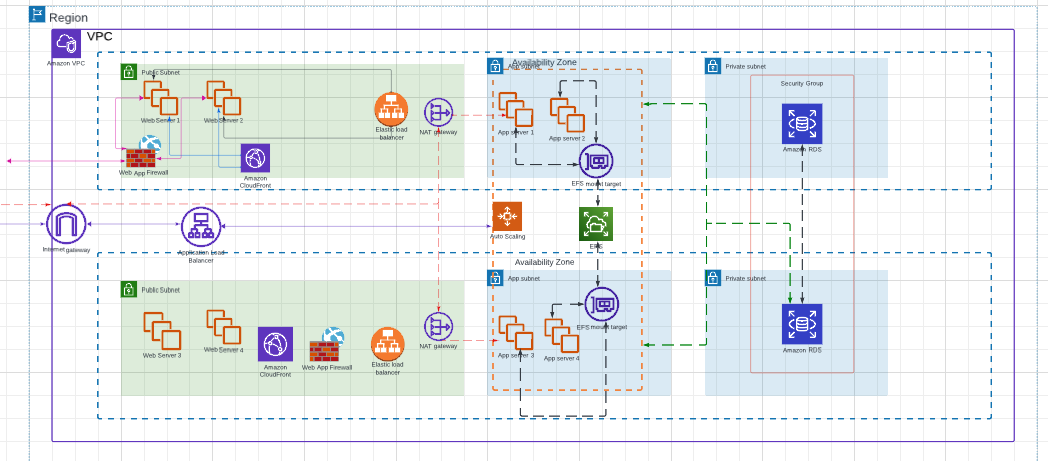 Region
VPC
Amazon VPC
Availability Zone
Public Subnet
App subnet
Private subnet
Security Group
Web Server 1
Web Server 2
Elastic load
balancer
NAT gateway
App server 1
App server 2
Amazon RDS
Web App Firewall
Amazon
CloudFront
EFS mount target
Internet gateway
Application Load
Balancer
Auto Scaling
EFS
Availability Zone
Public Subnet
App subnet
Private subnet
Web Server 3
Web Server 4
Amazon
CloudFront
Web App Firewall
Elastic load
balancer
NAT gateway
App server 3
App server 4
EFS mount target
Amazon RDS